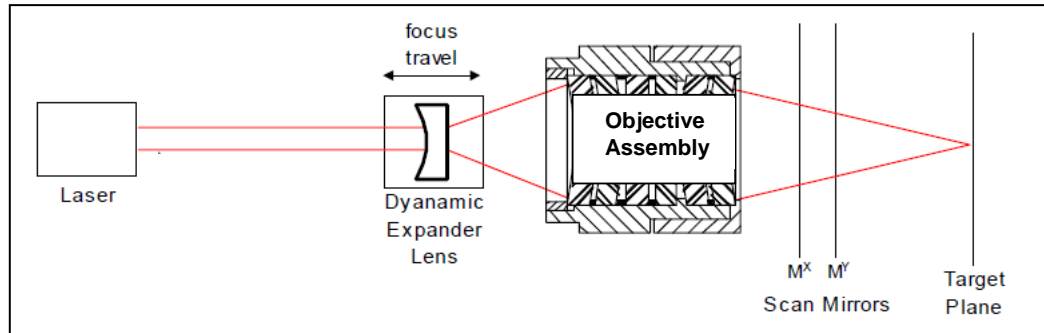 focus
travel
Laser
Dyanamic
Expander
Lens
Objective
Assembly
M^X M^Y
Scan Mirrors
Target
Plane